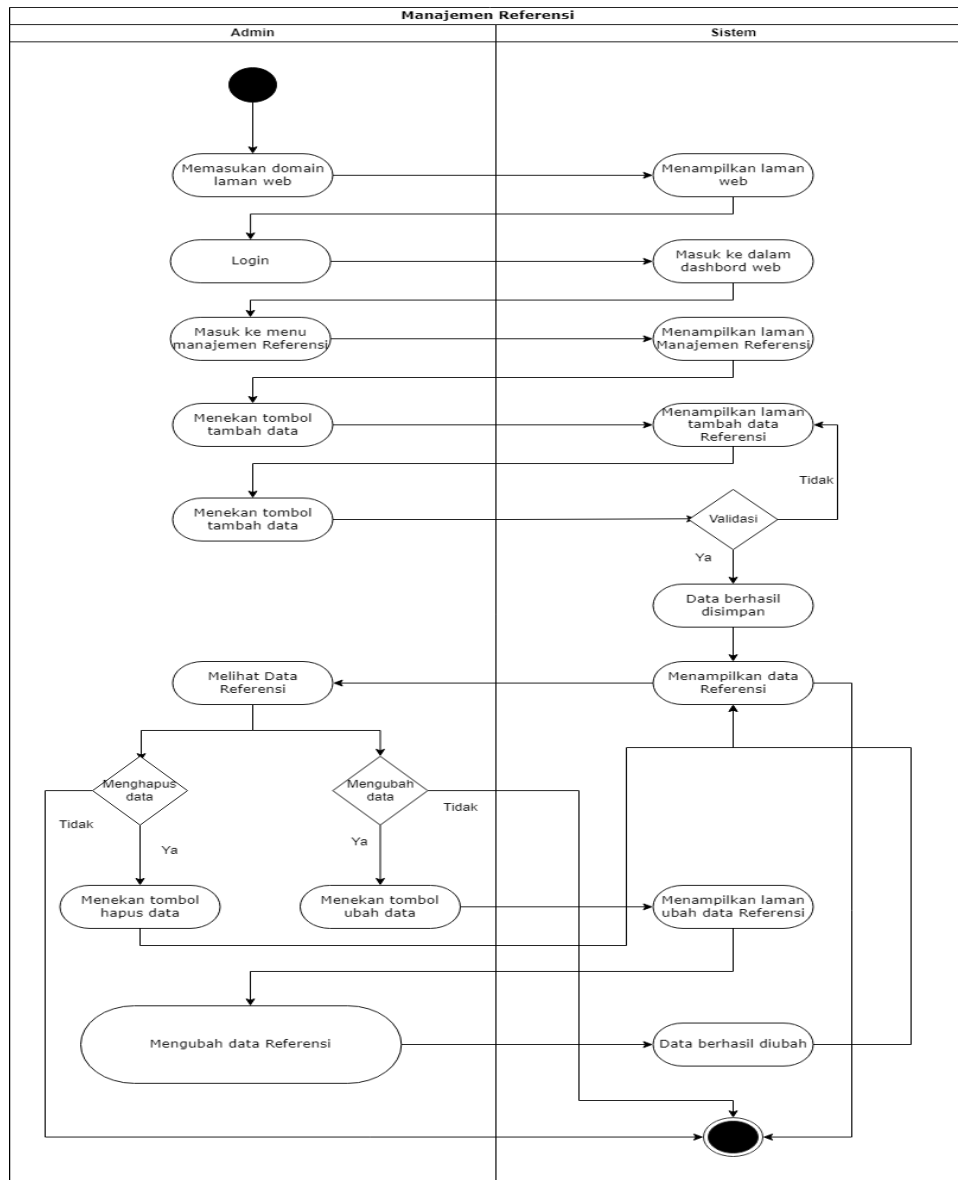 Manajemen Referensi
Admin
Sistem
Memasukan domain
laman web
Menampilkan laman
web
Login
Masuk ke dalam
dashbord web
Masuk ke menu
manajemen Referensi
Menampilkan laman
Manajemen Referensi
Menekan tombol
tambah data
Menampilkan laman
tambah data
Referensi
Tidak
Menekan tombol
tambah data
Validasi
Ya
Data berhasil
disimpan
Melihat Data
Referensi
Menampilkan data
Referensi
Menghapus
data
Mengubah
data
Tidak
Tidak
Ya
Ya
Menekan tombol
hapus data
Menekan tombol
ubah data
Menampilkan laman
ubah data Referensi
Mengubah data Referensi
Data berhasil diubah